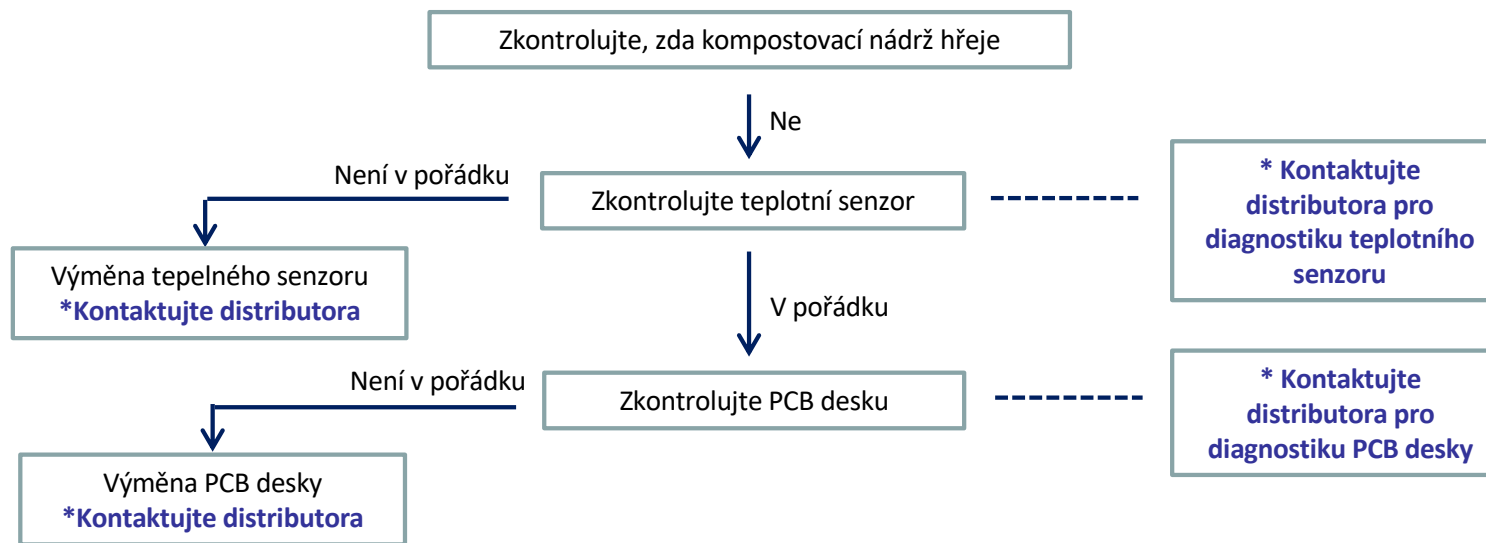 Zkontrolujte, zda kompostovací nádrž hřeje
Ne
Není v pořádku
Zkontrolujte teplotní senzor
* Kontaktujte
distributora pro
diagnostiku teplotního
senzoru
Výměna tepelného senzoru
*Kontaktujte distributora
V pořádku
Není v pořádku
Zkontrolujte PCB desku
* Kontaktujte
distributora pro
diagnostiku PCB desky
Výměna PCB desky
*Kontaktujte distributora